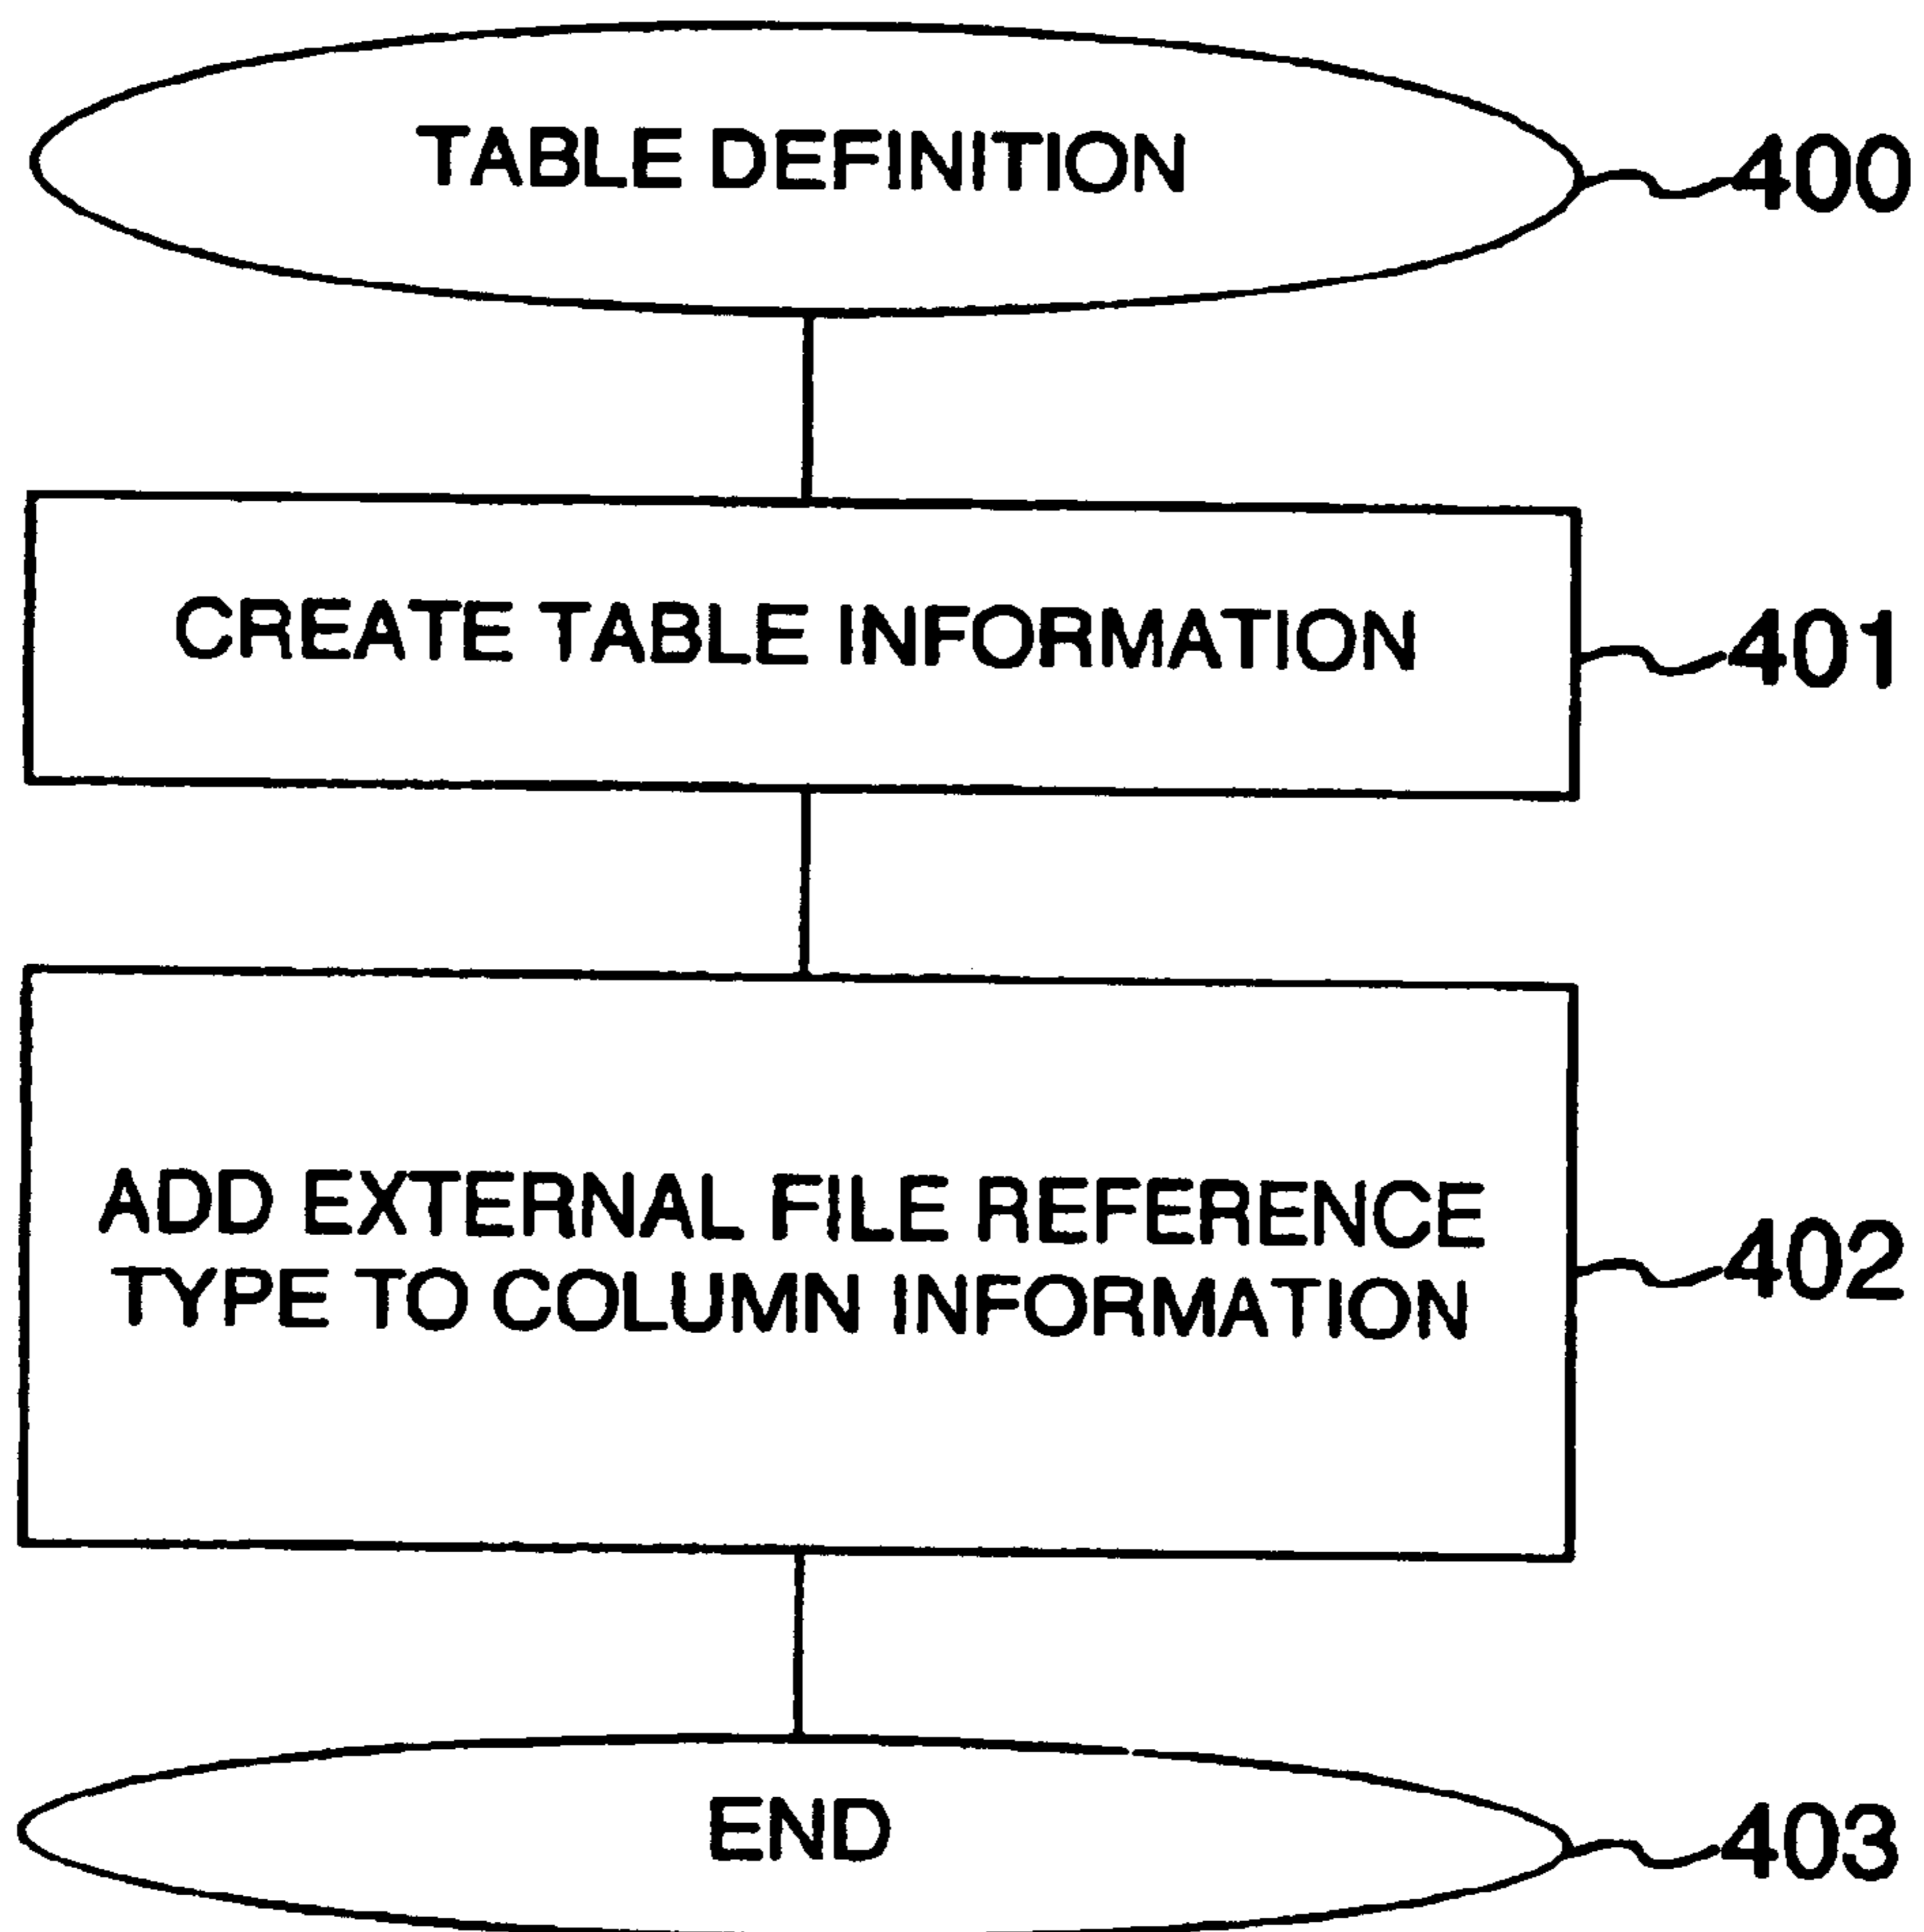 TABLE DEFINITION
400
CREATE TABLE INFORMATION
401
ADD EXTERNAL FILE REFERENCE
TYPE TO COLUMN INFORMATION
402
END
403